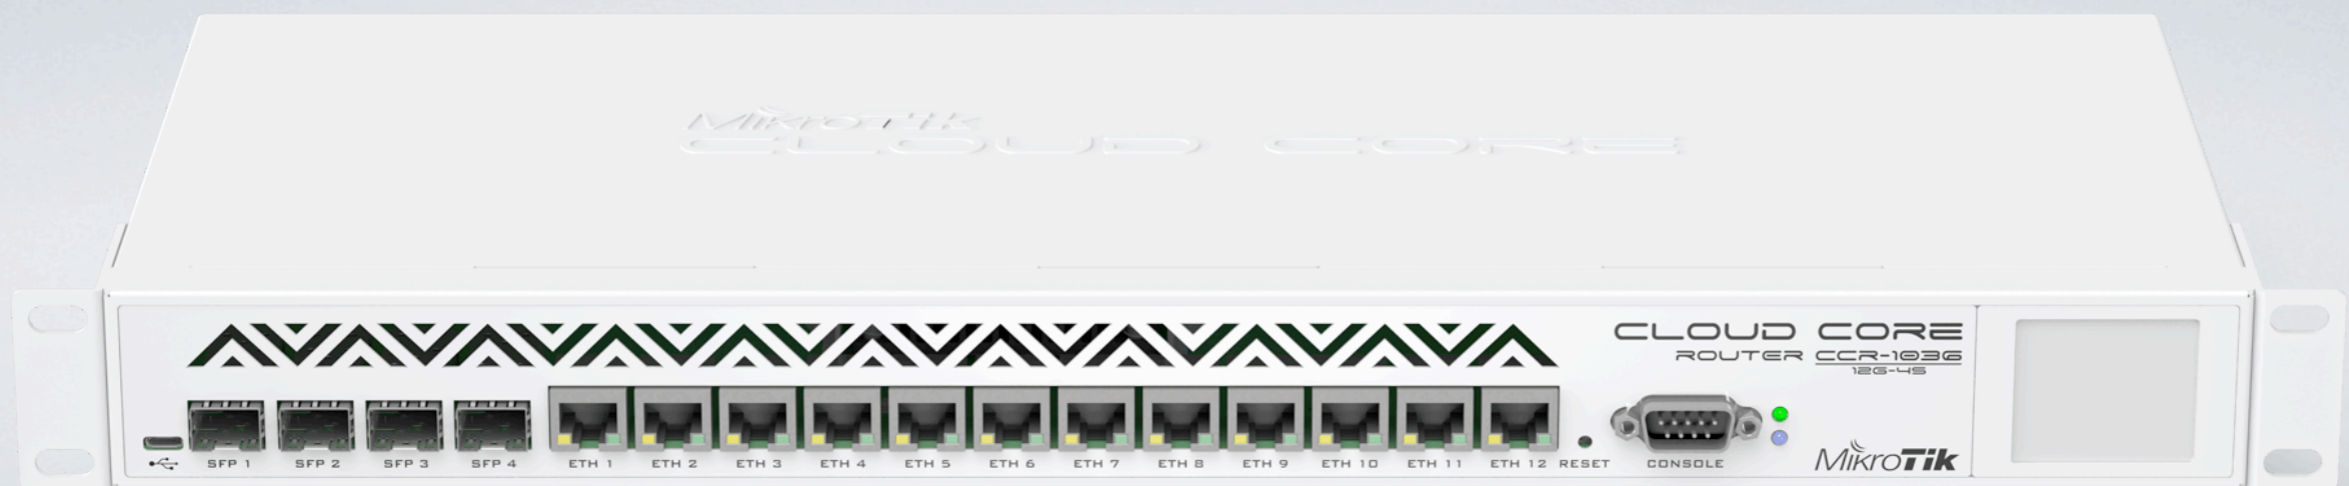 MikroTik
CLOUD CORE
CLOUD CORE
ROUTER CCR-1036
12G-4S
SFP 1
SFP 2
SFP 3
SFP 4
ETH 1
ETH 2
ETH 3
ETH 4
ETH 5
ETH 6
ETH 7
ETH 8
ETH 9
ETH 10
ETH 11
ETH 12
RESET
CONSOLE
MikroTik